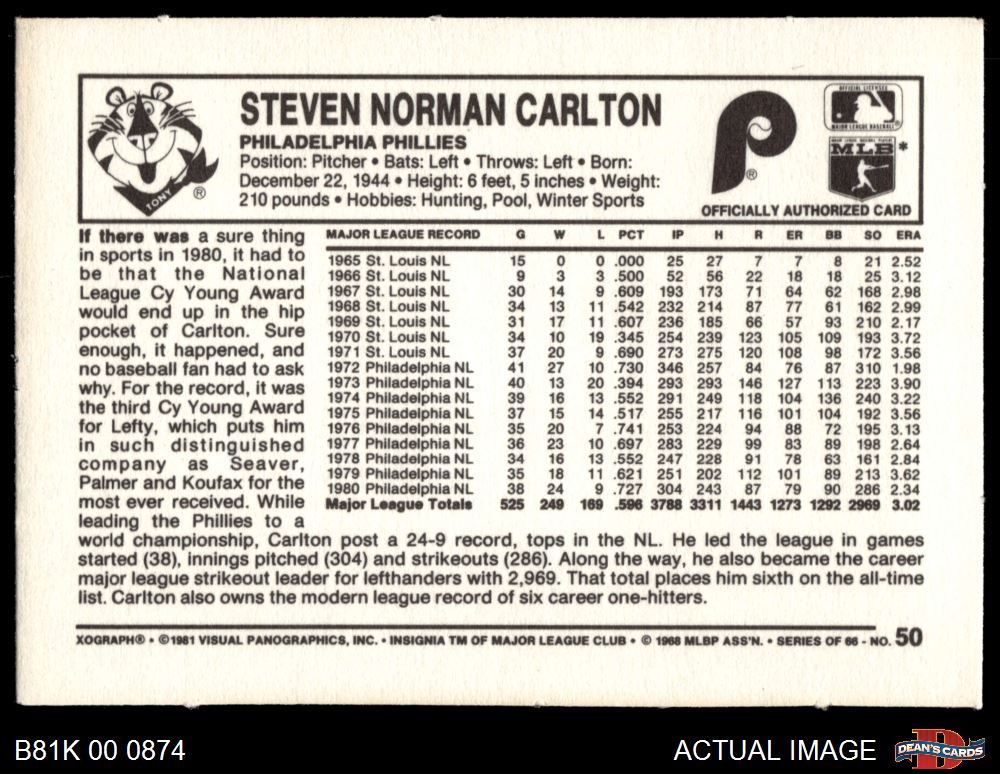 STEVEN NORMAN CARLTON
PHILADELPHIA PHILLIES
Position: Pitcher • Bats: Left • Throws: Left • Born:
December 22, 1944 • Height: 6 feet, 5 inches • Weight:
210 pounds • Hobbies: Hunting, Pool, Winter Sports
TONY ®
P ®
OFFICIAL LICENSEE
MAJOR LEAGUE BASEBALL ®
MLB *
OFFICIALLY AUTHORIZED CARD
If there was a sure thing
in sports in 1980, it had to
be that the National
League Cy Young Award
would end up in the hip
pocket of Carlton. Sure
enough, it happened, and
no baseball fan had to ask
why. For the record, it was
the third Cy Young Award
for Lefty, which puts him
in such distinguished
company as Seaver,
Palmer and Koufax for the
most ever received. While
leading the Phillies to a
world championship, Carlton post a 24-9 record, tops in the NL. He led the league in games
started (38), innings pitched (304) and strikeouts (286). Along the way, he also became the career
major league strikeout leader for lefthanders with 2,969. That total places him sixth on the all-time
list. Carlton also owns the modern league record of six career one-hitters.
MAJOR LEAGUE RECORD G W L PCT IP H R ER BB SO ERA
1965 St. Louis NL 15 0 0 .000 25 27 7 7 8 21 2.52
1966 St. Louis NL 9 3 3 .500 52 56 22 18 18 25 3.12
1967 St. Louis NL 30 14 9 .609 193 173 71 64 62 168 2.98
1968 St. Louis NL 34 13 11 .542 232 214 87 77 61 162 2.99
1969 St. Louis NL 31 17 11 .607 236 185 66 57 93 210 2.17
1970 St. Louis NL 34 10 19 .345 254 239 123 105 109 193 3.72
1971 St. Louis NL 37 20 9 .690 273 275 120 108 98 172 3.56
1972 Philadelphia NL 41 27 10 .730 346 257 84 76 87 310 1.98
1973 Philadelphia NL 40 13 20 .394 293 293 146 127 113 223 3.90
1974 Philadelphia NL 39 16 13 .552 291 249 118 104 136 240 3.22
1975 Philadelphia NL 37 15 14 .517 255 217 116 101 104 192 3.56
1976 Philadelphia NL 35 20 7 .741 253 224 94 88 72 195 3.13
1977 Philadelphia NL 36 23 10 .697 283 229 99 83 89 198 2.64
1978 Philadelphia NL 34 16 13 .552 247 228 91 78 63 161 2.84
1979 Philadelphia NL 35 18 11 .621 251 202 112 101 89 213 3.62
1980 Philadelphia NL 38 24 9 .727 304 243 87 79 90 286 2.34
Major League Totals 525 249 169 .596 3788 3311 1443 1273 1292 2969 3.02
XOGRAPH® • ©1981 VISUAL PANOGRAPHICS, INC. • INSIGNIA TM OF MAJOR LEAGUE CLUB • © 1968 MLBP ASS'N. • SERIES OF 66 - NO. 50
B81K 00 0874
ACTUAL IMAGE
DEAN'S CARDS